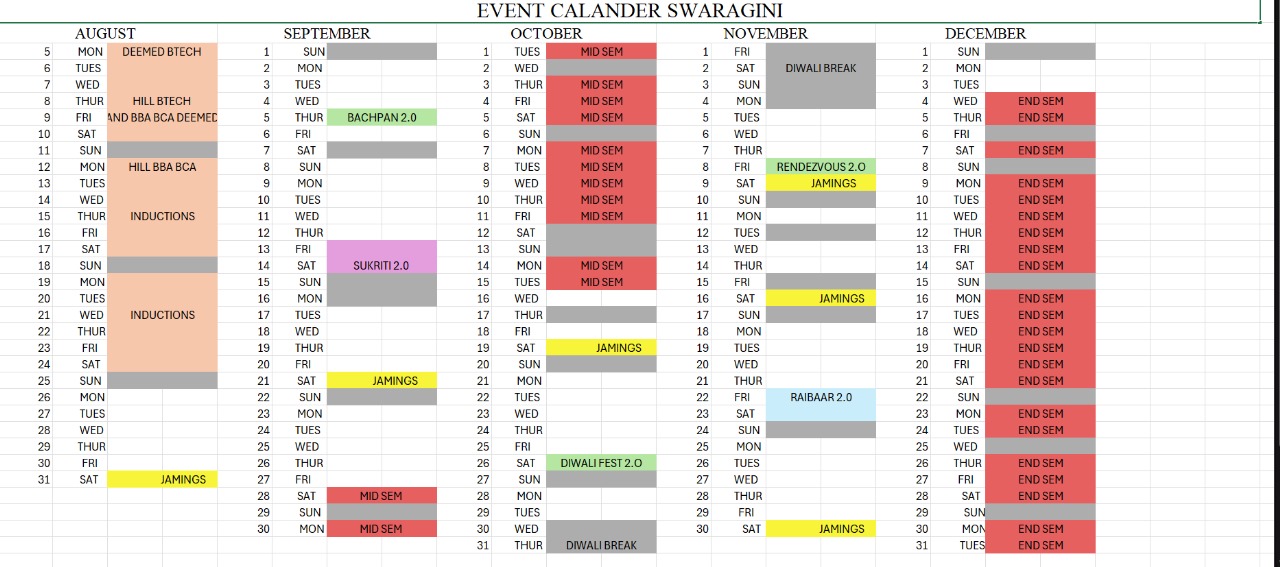 EVENT CALANDER SWARAGINI
AUGUST SEPTEMBER OCTOBER NOVEMBER DECEMBER
5 MON DEEMED BTECH 1 SUN 1 TUES MID SEM 1 FRI 1 SUN
6 TUES 2 MON 2 WED 2 SAT DIWALI BREAK 2 MON
7 WED 3 TUES 3 THUR MID SEM 3 SUN 3 TUES
8 THUR HILL BTECH 4 WED 4 FRI MID SEM 4 MON 4 WED END SEM
9 FRI AND BBA BCA DEEMED 5 THUR BACHPAN 2.0 5 SAT MID SEM 5 TUES 5 THUR END SEM
10 SAT 6 FRI 6 SUN 6 WED 6 FRI
11 SUN 7 SAT 7 MON MID SEM 7 THUR 7 SAT END SEM
12 MON HILL BBA BCA 8 SUN 8 TUES MID SEM 8 FRI RENDEZVOUS 2.O 8 SUN
13 TUES 9 MON 9 WED MID SEM 9 SAT JAMINGS 9 MON END SEM
14 WED 10 TUES 10 THUR MID SEM 10 SUN 10 TUES END SEM
15 THUR INDUCTIONS 11 WED 11 FRI MID SEM 11 MON 11 WED END SEM
16 FRI 12 THUR 12 SAT 12 TUES 12 THUR END SEM
17 SAT 13 FRI 13 SUN 13 WED 13 FRI END SEM
18 SUN 14 SAT SUKRITI 2.0 14 MON MID SEM 14 THUR 14 SAT END SEM
19 MON 15 SUN 15 TUES MID SEM 15 FRI 15 SUN
20 TUES 16 MON 16 WED 16 SAT JAMINGS 16 MON END SEM
21 WED INDUCTIONS 17 TUES 17 THUR 17 SUN 17 TUES END SEM
22 THUR 18 WED 18 FRI 18 MON 18 WED END SEM
23 FRI 19 THUR 19 SAT JAMINGS 19 TUES 19 THUR END SEM
24 SAT 20 FRI 20 SUN 20 WED 20 FRI END SEM
25 SUN 21 SAT JAMINGS 21 MON 21 THUR 21 SAT END SEM
26 MON 22 SUN 22 TUES 22 FRI RAIBAAR 2.0 22 SUN
27 TUES 23 MON 23 WED 23 SAT 23 MON END SEM
28 WED 24 TUES 24 THUR 24 SUN 24 TUES END SEM
29 THUR 25 WED 25 FRI 25 MON 25 WED
30 FRI 26 THUR 26 SAT DIWALI FEST 2.O 26 TUES 26 THUR END SEM
31 SAT JAMINGS 27 FRI 27 SUN 27 WED 27 FRI END SEM
28 SAT MID SEM 28 MON 28 THUR 28 SAT END SEM
29 SUN 29 TUES 29 FRI 29 SUN
30 MON MID SEM 30 WED 30 SAT JAMINGS 30 MON END SEM
31 THUR DIWALI BREAK 31 TUES END SEM